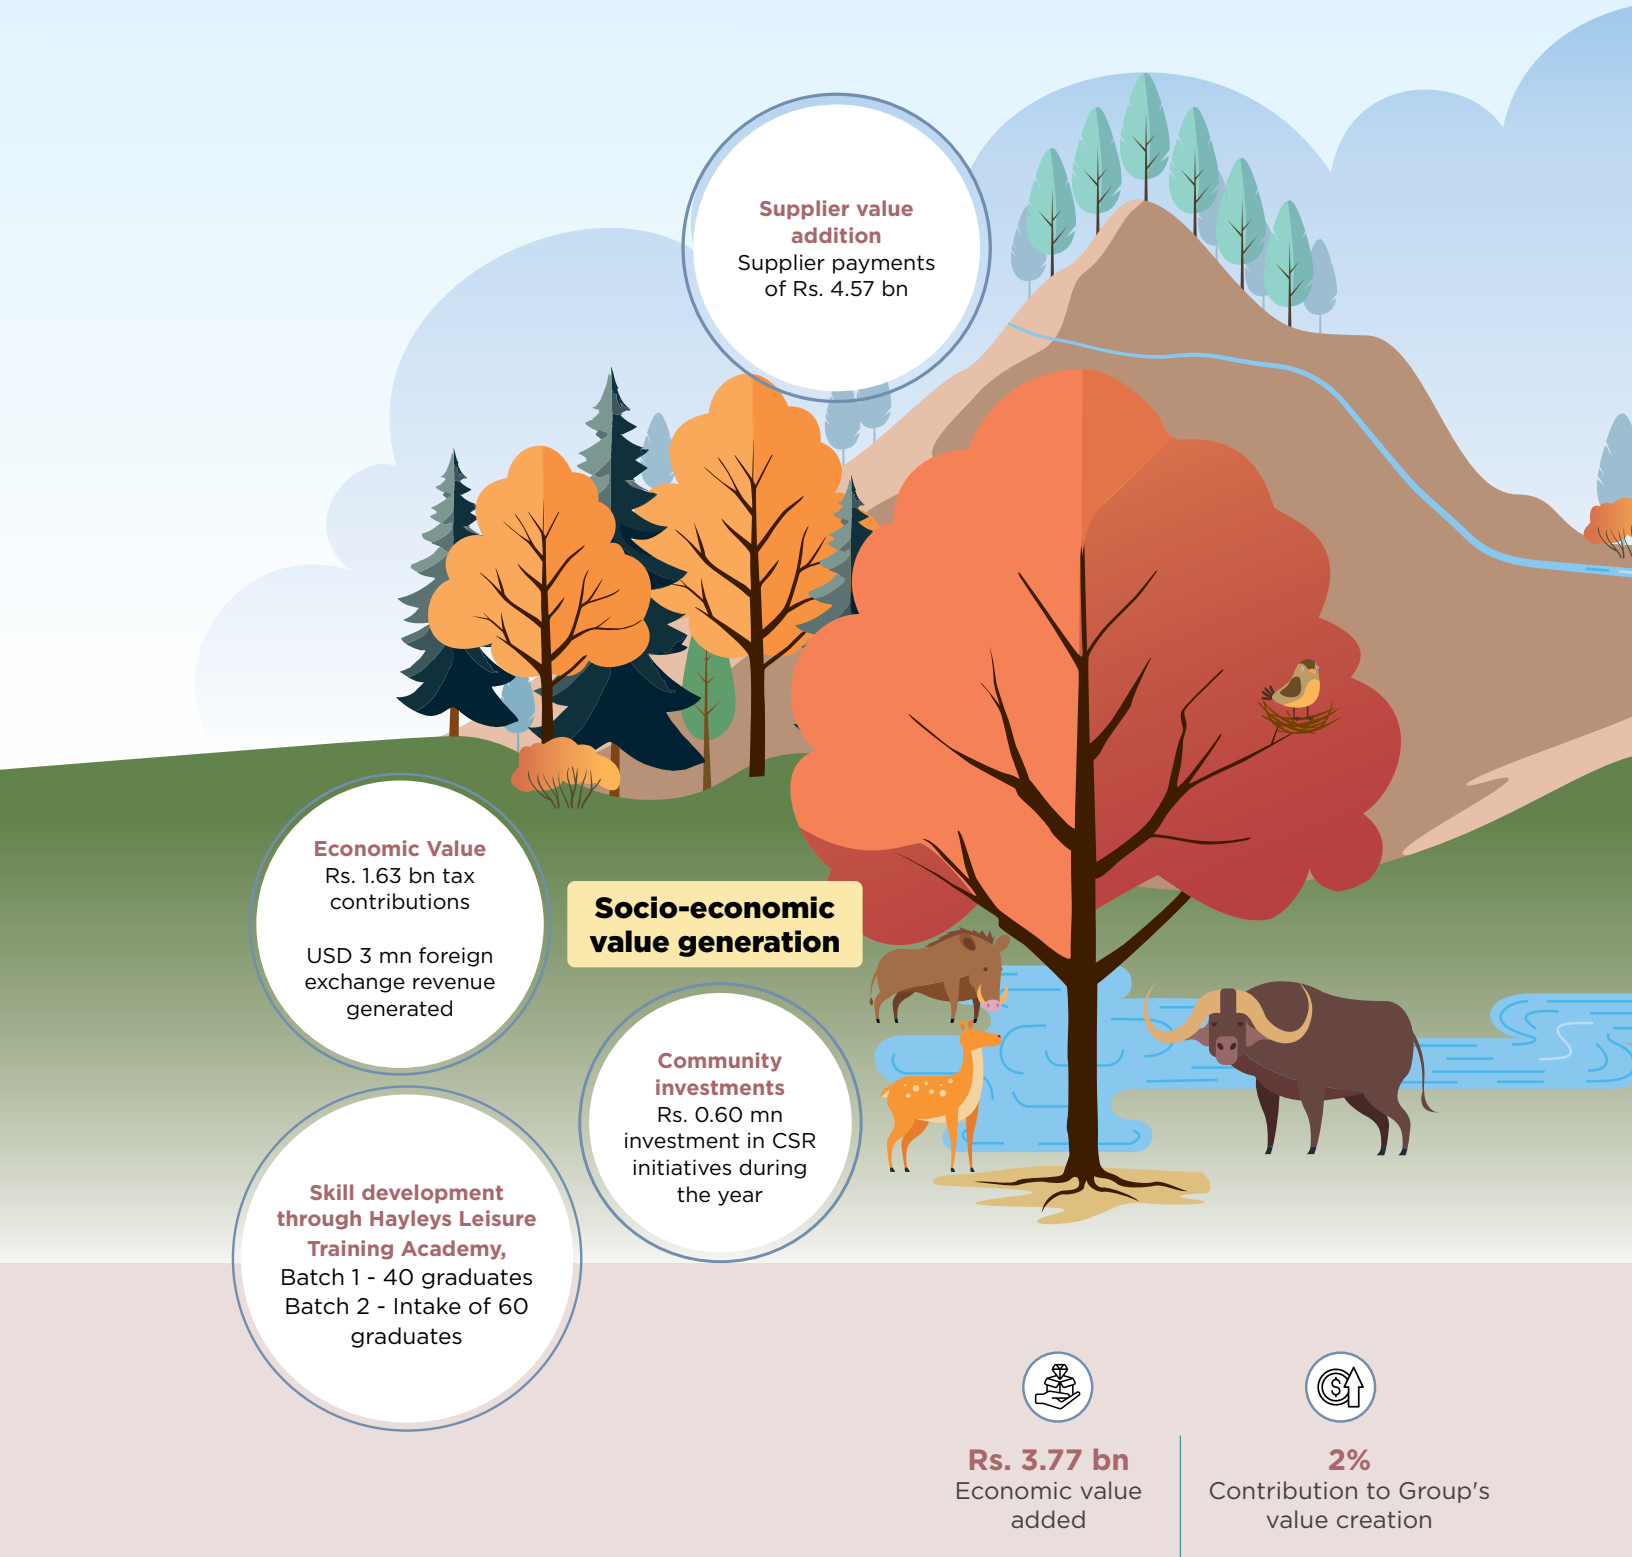 Supplier value
addition
Supplier payments
of Rs. 4.57 bn
Economic Value
Rs. 1.63 bn tax
contributions
USD 3 mn foreign
exchange revenue
generated
Socio-economic
value generation
Community
investments
Rs. 0.60 mn
investment in CSR
initiatives during
the year
Skill development
through Hayleys Leisure
Training Academy,
Batch 1 - 40 graduates
Batch 2 - Intake of 60
graduates
Rs. 3.77 bn
Economic value
added
2%
Contribution to Group's
value creation